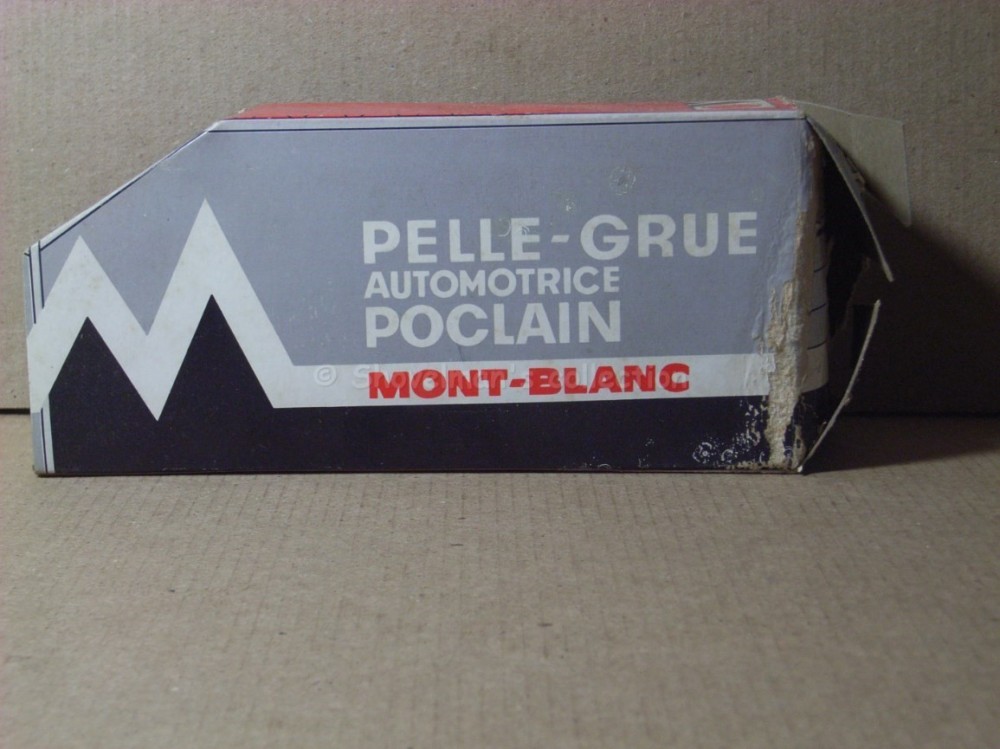 PELLE-GRUE
AUTOMOTRICE
POCLAIN
MONT-BLANC